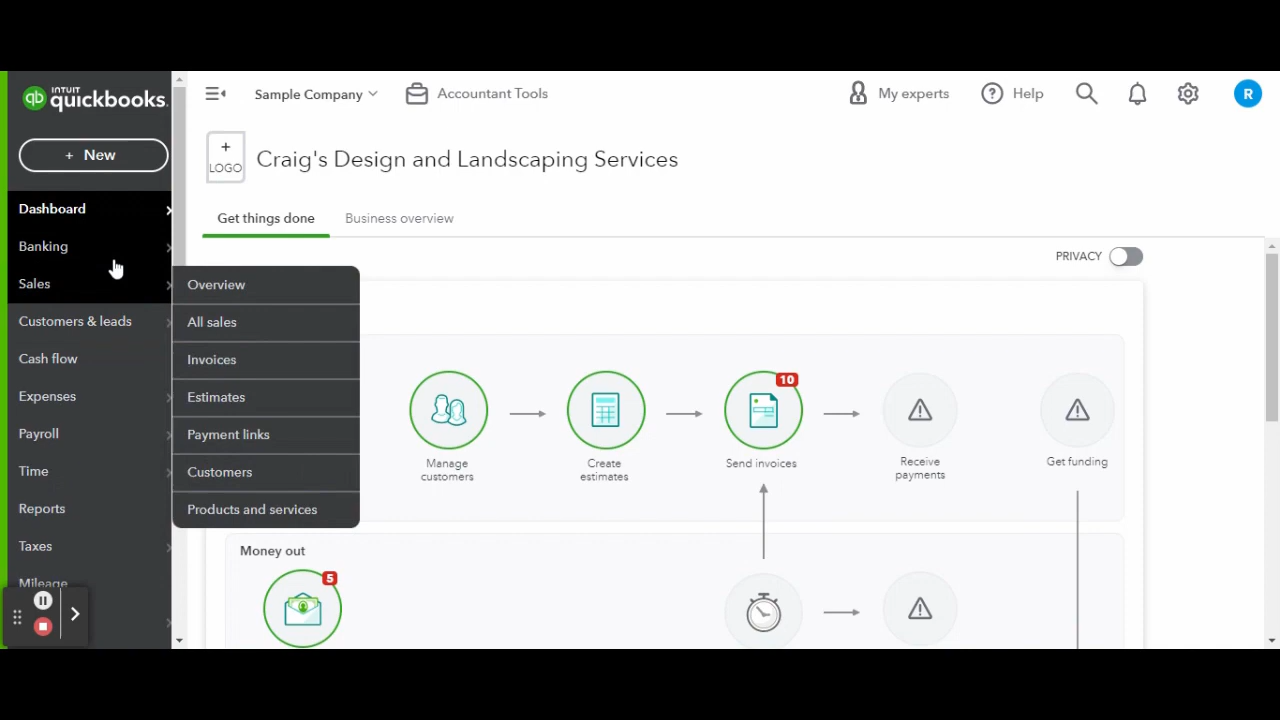 INTUIT
quickbooks.
Sample Company
Accountant Tools
My experts
Help
R
+ New
+
LOGO
Craig's Design and Landscaping Services
Dashboard
Banking
Sales
Customers & leads
Cash flow
Expenses
Payroll
Time
Reports
Taxes
Mileage
Overview
All sales
Invoices
Estimates
Payment links
Customers
Products and services
Get things done
Business overview
PRIVACY
10
Manage
customers
Create
estimates
Send invoices
Receive
payments
Get funding
Money out
5